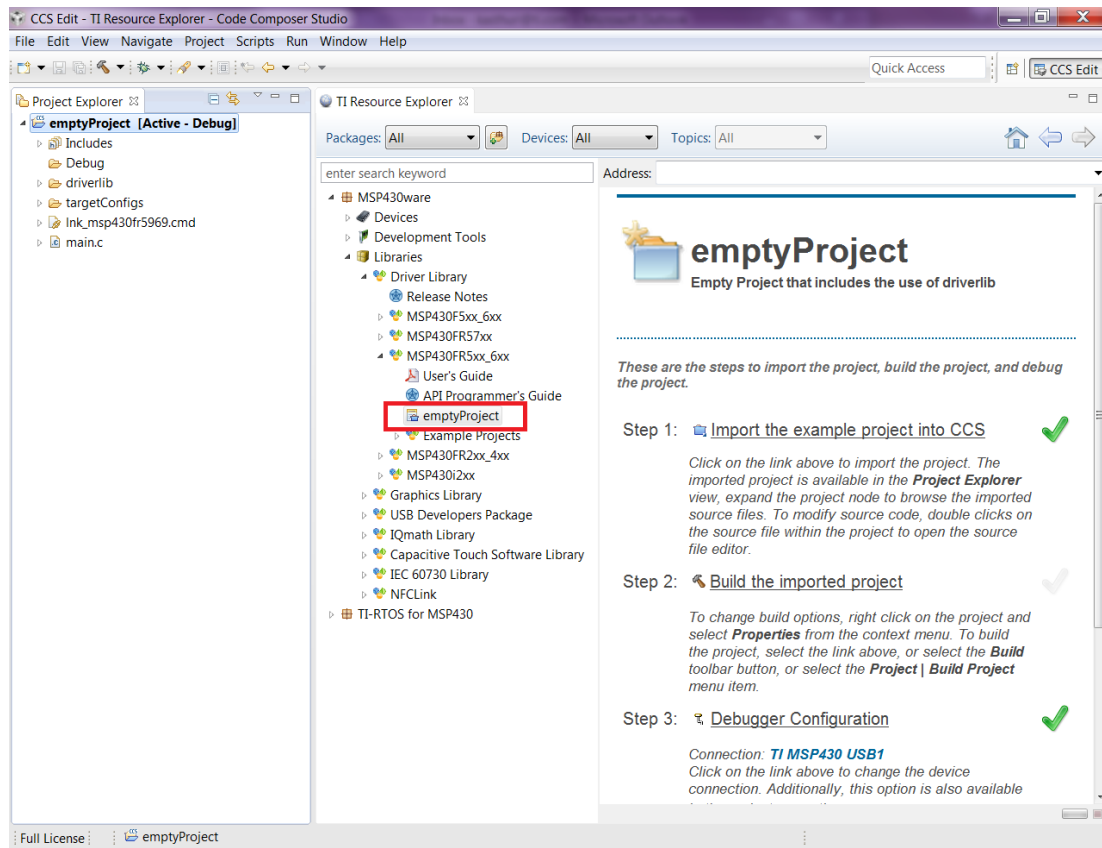 CCS Edit - TI Resource Explorer - Code Composer Studio
File Edit View Navigate Project Scripts Run Window Help
Quick Access
CCS Edit
Project Explorer
emptyProject [Active - Debug]
Includes
Debug
driverlib
targetConfigs
lnk_msp430fr5969.cmd
main.c
TI Resource Explorer
Packages: All Devices: All Topics: All
enter search keyword
MSP430ware
Devices
Development Tools
Libraries
Driver Library
Release Notes
MSP430F5xx_6xx
MSP430FR57xx
MSP430FR5xx_6xx
User's Guide
API Programmer's Guide
emptyProject
Example Projects
MSP430FR2xx_4xx
MSP430i2xx
Graphics Library
USB Developers Package
IQmath Library
Capacitive Touch Software Library
IEC 60730 Library
NFCLink
TI-RTOS for MSP430
Address:
emptyProject
Empty Project that includes the use of driverlib
These are the steps to import the project, build the project, and debug
the project.
Step 1: Import the example project into CCS
Click on the link above to import the project. The
imported project is available in the Project Explorer
view, expand the project node to browse the imported
source files. To modify source code, double clicks on
the source file within the project to open the source
file editor.
Step 2: Build the imported project
To change build options, right click on the project and
select Properties from the context menu. To build
the project, select the link above, or select the Build
toolbar button, or select the Project | Build Project
menu item.
Step 3: Debugger Configuration
Connection: TI MSP430 USB1
Click on the link above to change the device
connection. Additionally, this option is also available
Full License
emptyProject